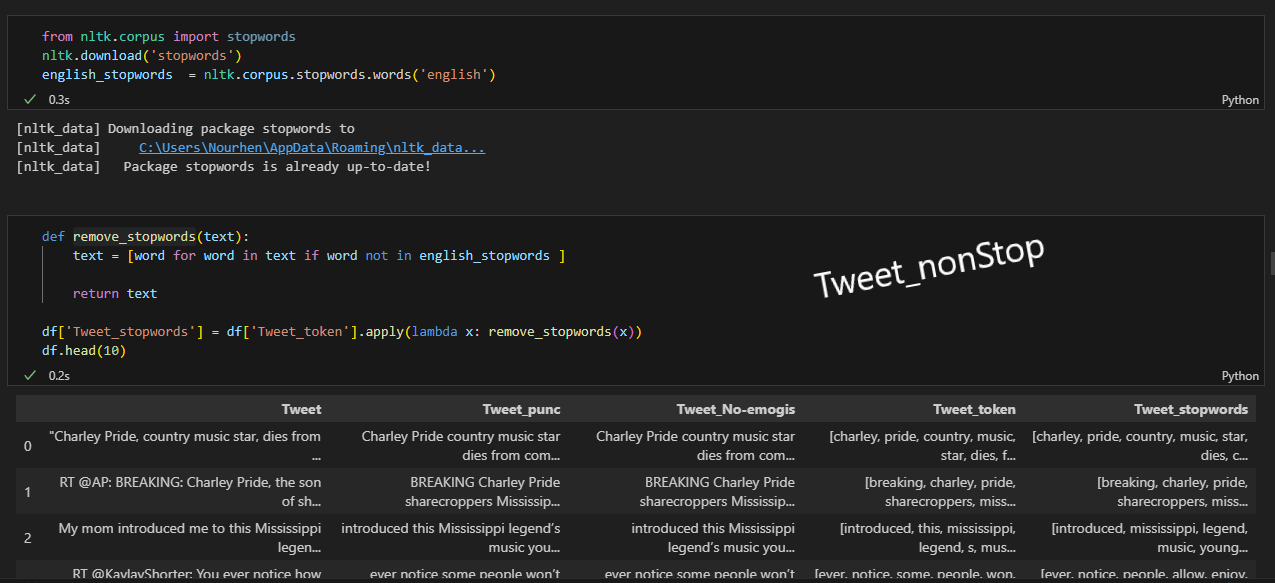 from nltk.corpus import stopwords
nltk.download('stopwords')
english_stopwords  = nltk.corpus.stopwords.words('english')
0.3s
Python
[nltk_data] Downloading package stopwords to
[nltk_data]     C:\Users\Nourhen\AppData\Roaming\nltk_data...
[nltk_data]   Package stopwords is already up-to-date!
def remove_stopwords(text):
    text = [word for word in text if word not in english_stopwords ]
    return text
Tweet_nonStop
df['Tweet_stopwords'] = df['Tweet_token'].apply(lambda x: remove_stopwords(x))
df.head(10)
0.2s
Python
Tweet Tweet_punc Tweet_No-emogis Tweet_token Tweet_stopwords
0 "Charley Pride, country music star, dies from Charley Pride country music star Charley Pride country music star [charley, pride, country, music, [charley, pride, country, music, star,
... dies from com... dies from com... star, dies, f... dies, c...
1 RT @AP: BREAKING: Charley Pride, the son BREAKING Charley Pride BREAKING Charley Pride [breaking, charley, pride, [breaking, charley, pride,
of sh... sharecroppers Mississip... sharecroppers Mississip... sharecroppers, miss... sharecroppers, miss...
2 My mom introduced me to this Mississippi introduced this Mississippi legend’s introduced this Mississippi [introduced, this, mississippi, [introduced, mississippi, legend,
legen... music you... legend’s music you... legend, s, mus... music, young...
RT @KaylavShorter: You ever notice how ever notice some people won’t ever notice some people won’t [ever, notice, some, people, won, [ever, notice, people, allow, enjoy,